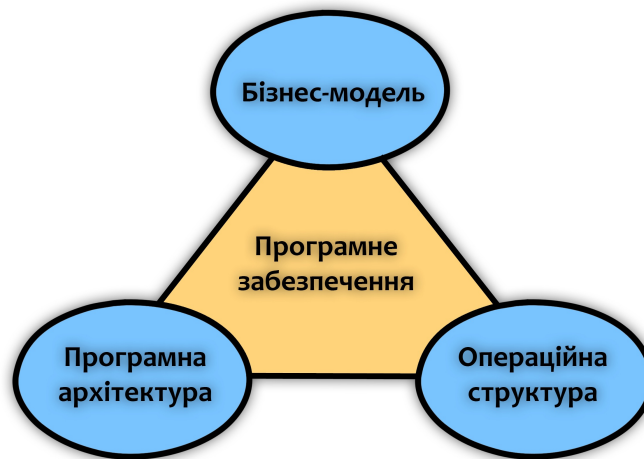 Бізнес-модель
Програмне
забезпечення
Програмна
архітектура
Операційна
структура